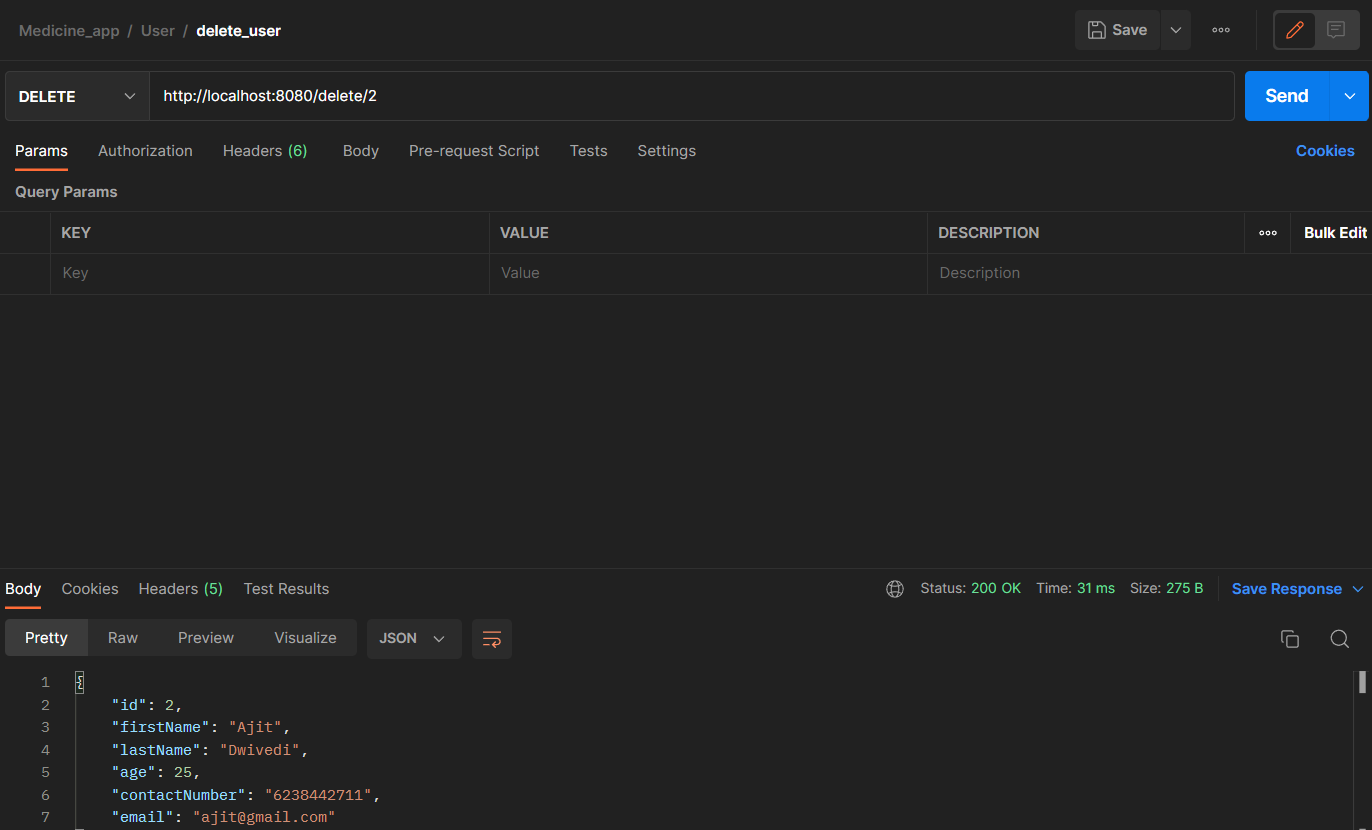 Medicine_app / User / delete_user
Save
DELETE
http://localhost:8080/delete/2
Send
Params Authorization Headers (6) Body Pre-request Script Tests Settings Cookies
Query Params
KEY VALUE DESCRIPTION Bulk Edit
Key Value Description
Body Cookies Headers (5) Test Results Status: 200 OK Time: 31 ms Size: 275 B Save Response
Pretty Raw Preview Visualize JSON
1 {
2 "id": 2,
3 "firstName": "Ajit",
4 "lastName": "Dwivedi",
5 "age": 25,
6 "contactNumber": "6238442711",
7 "email": "ajit@gmail.com"